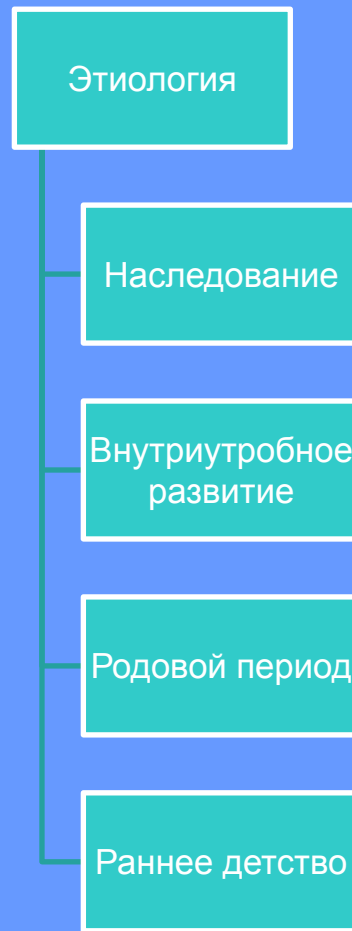 Этиология
Наследование
Внутриутробное
развитие
Родовой период
Раннее детство